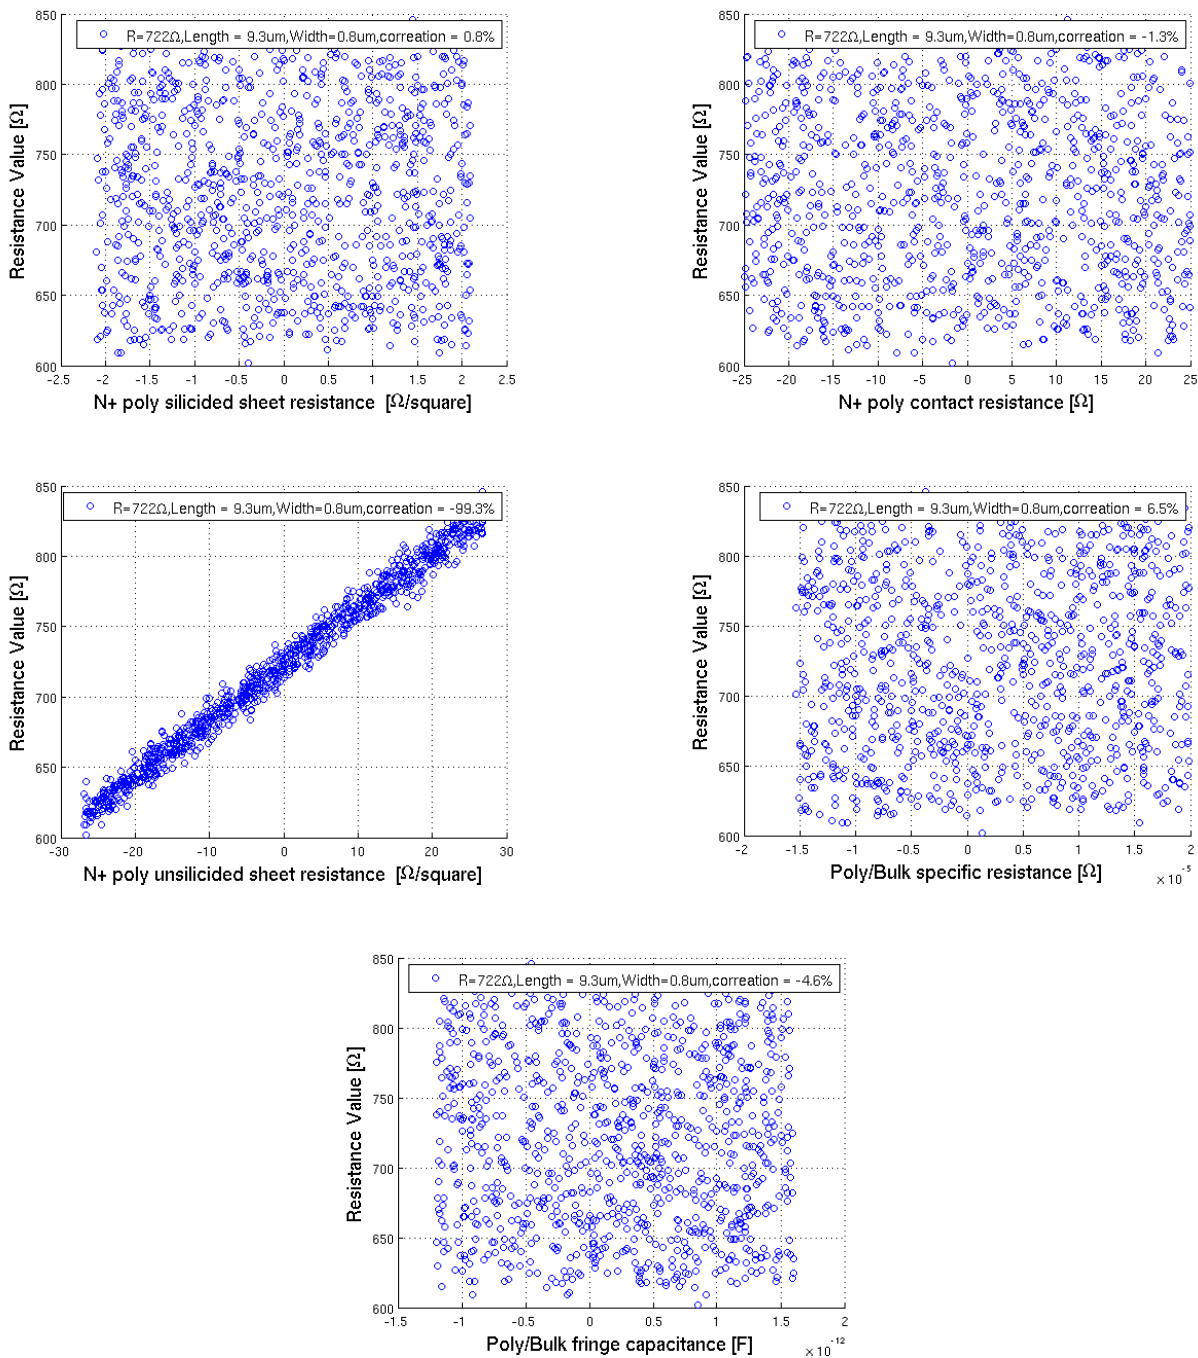 R=722Ω,Length = 9.3um,Width=0.8um,correation = 0.8%
850
800
750
700
650
600
Resistance Value [Ω]
-2.5 -2 -1.5 -1 -0.5 0 0.5 1 1.5 2 2.5
N+ poly silicided sheet resistance [Ω/square]
R=722Ω,Length = 9.3um,Width=0.8um,correation = -1.3%
850
800
750
700
650
600
Resistance Value [Ω]
-25 -20 -15 -10 -5 0 5 10 15 20 25
N+ poly contact resistance [Ω]
R=722Ω,Length = 9.3um,Width=0.8um,correation = -99.3%
850
800
750
700
650
600
Resistance Value [Ω]
-30 -20 -10 0 10 20 30
N+ poly unsilicided sheet resistance [Ω/square]
R=722Ω,Length = 9.3um,Width=0.8um,correation = 6.5%
850
800
750
700
650
600
Resistance Value [Ω]
-2 -1.5 -1 -0.5 0 0.5 1 1.5 2
Poly/Bulk specific resistance [Ω]
×10⁻⁵
R=722Ω,Length = 9.3um,Width=0.8um,correation = -4.6%
850
800
750
700
650
600
Resistance Value [Ω]
-1.5 -1 -0.5 0 0.5 1 1.5 2
Poly/Bulk fringe capacitance [F]
×10⁻¹²